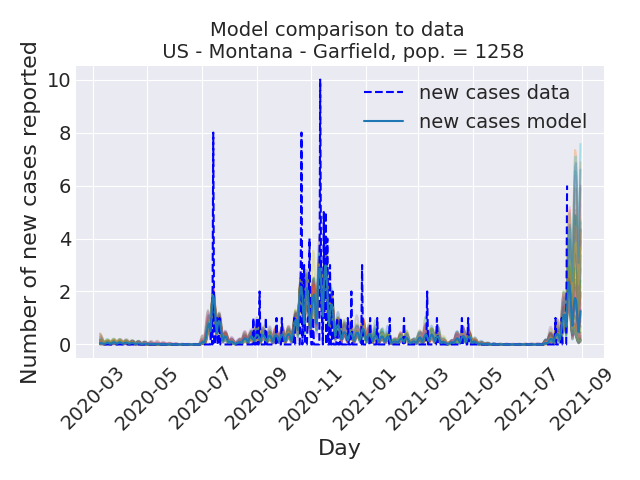 Model comparison to data
US - Montana - Garfield, pop. = 1258
Number of new cases reported
10
8
6
4
2
0
new cases data
new cases model
2020-03
2020-05
2020-07
2020-09
2020-11
2021-01
2021-03
2021-05
2021-07
2021-09
Day